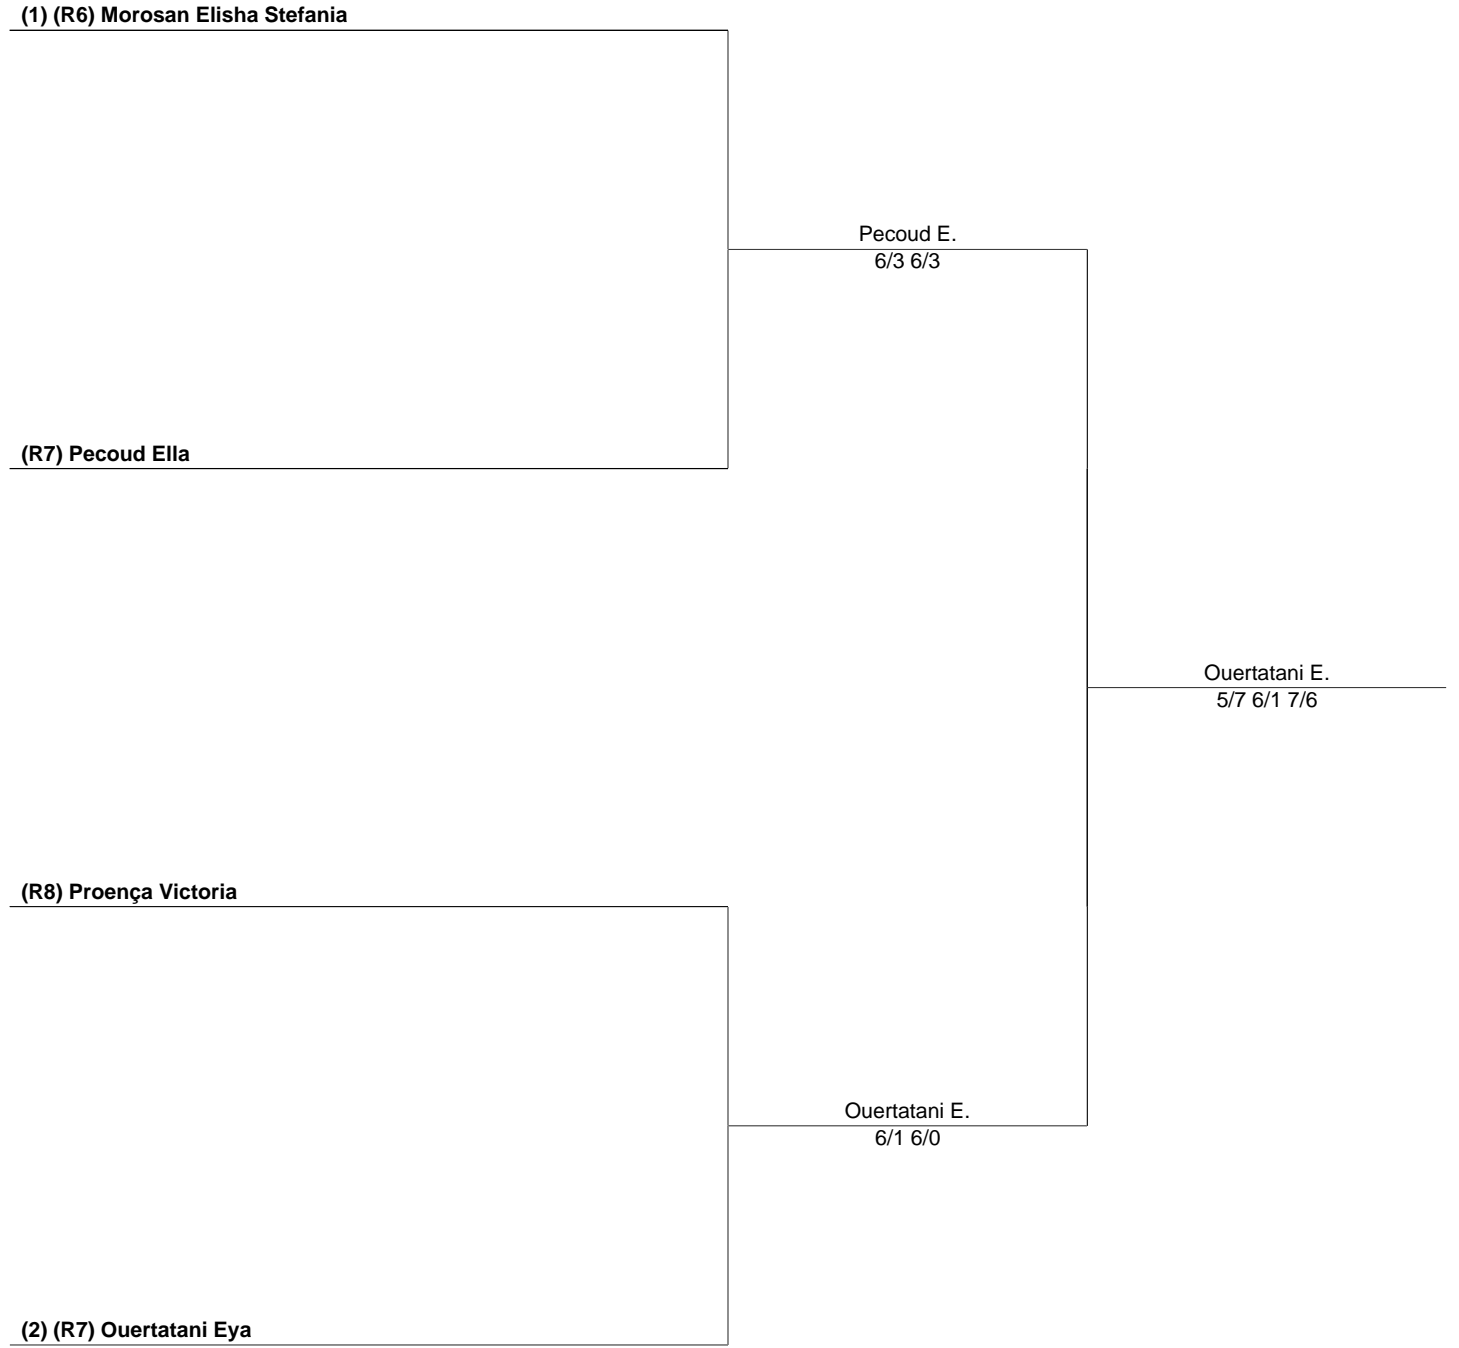 (1) (R6) Morosan Elisha Stefania
Pecoud E.
6/3 6/3
(R7) Pecoud Ella
Ouertatani E.
5/7 6/1 7/6
(R8) Proença Victoria
Ouertatani E.
6/1 6/0
(2) (R7) Ouertatani Eya